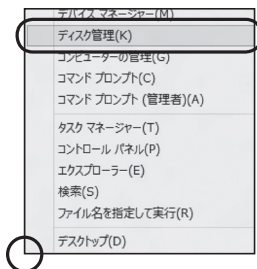 デバイス マネージャー(M)
ディスク管理(K)
コンピューターの管理(G)
コマンド プロンプト(C)
コマンド プロンプト (管理者)(A)
タスク マネージャー(T)
コントロール パネル(P)
エクスプローラー(E)
検索(S)
ファイル名を指定して実行(R)
デスクトップ(D)